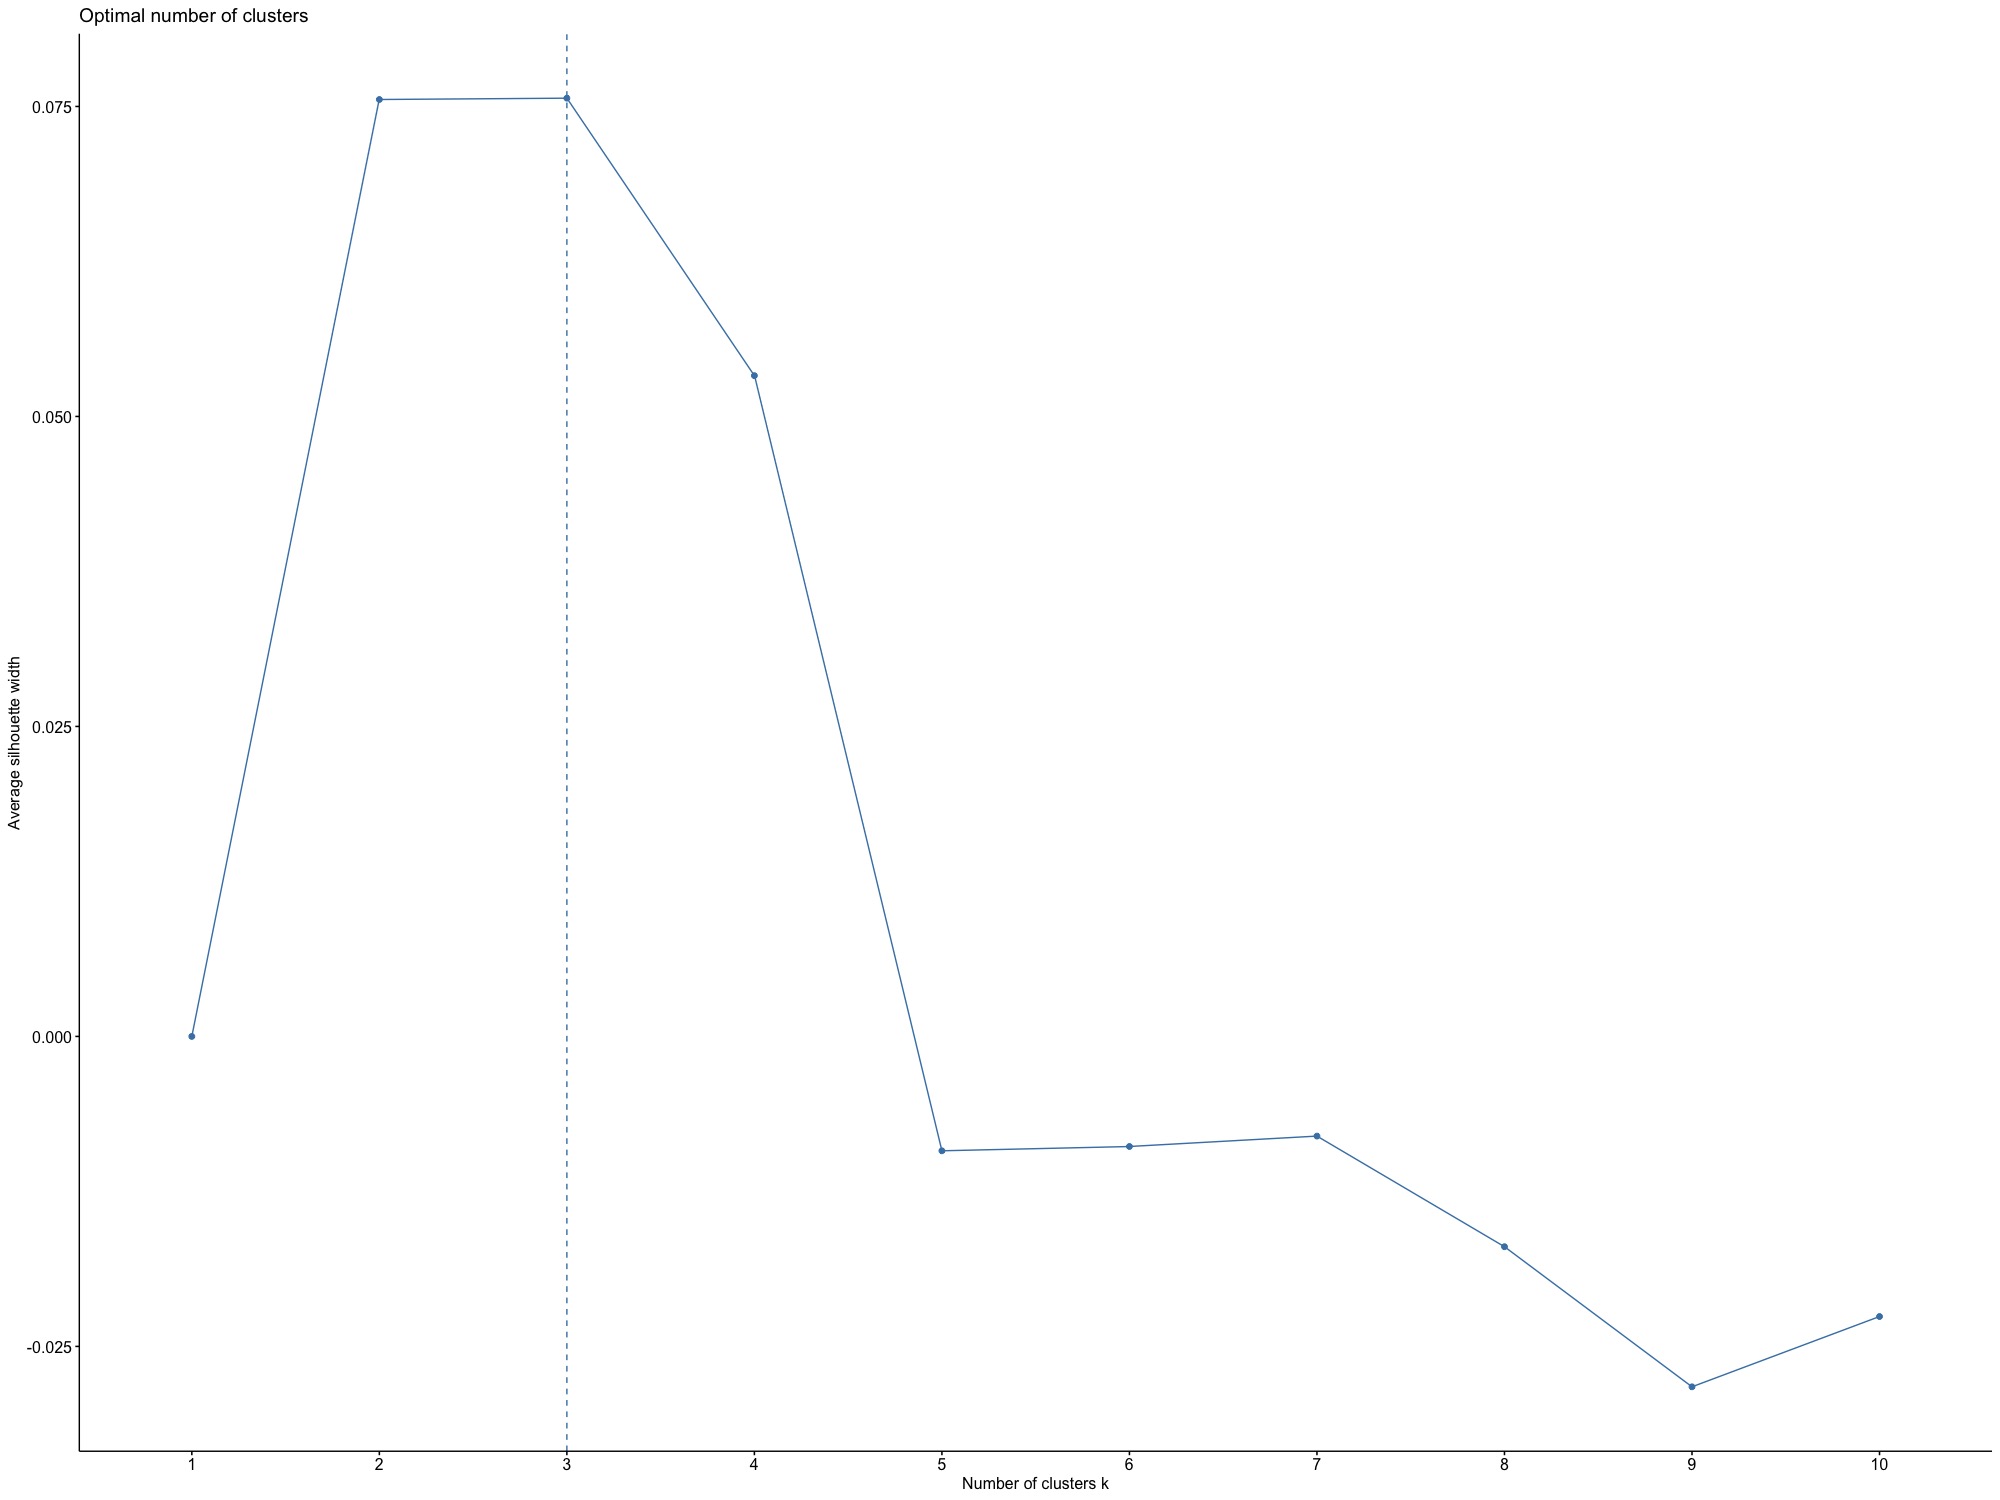 Optimal number of clusters
0.075
0.050
0.025
0.000
-0.025
Average silhouette width
1 2 3 4 5 6 7 8 9 10
Number of clusters k